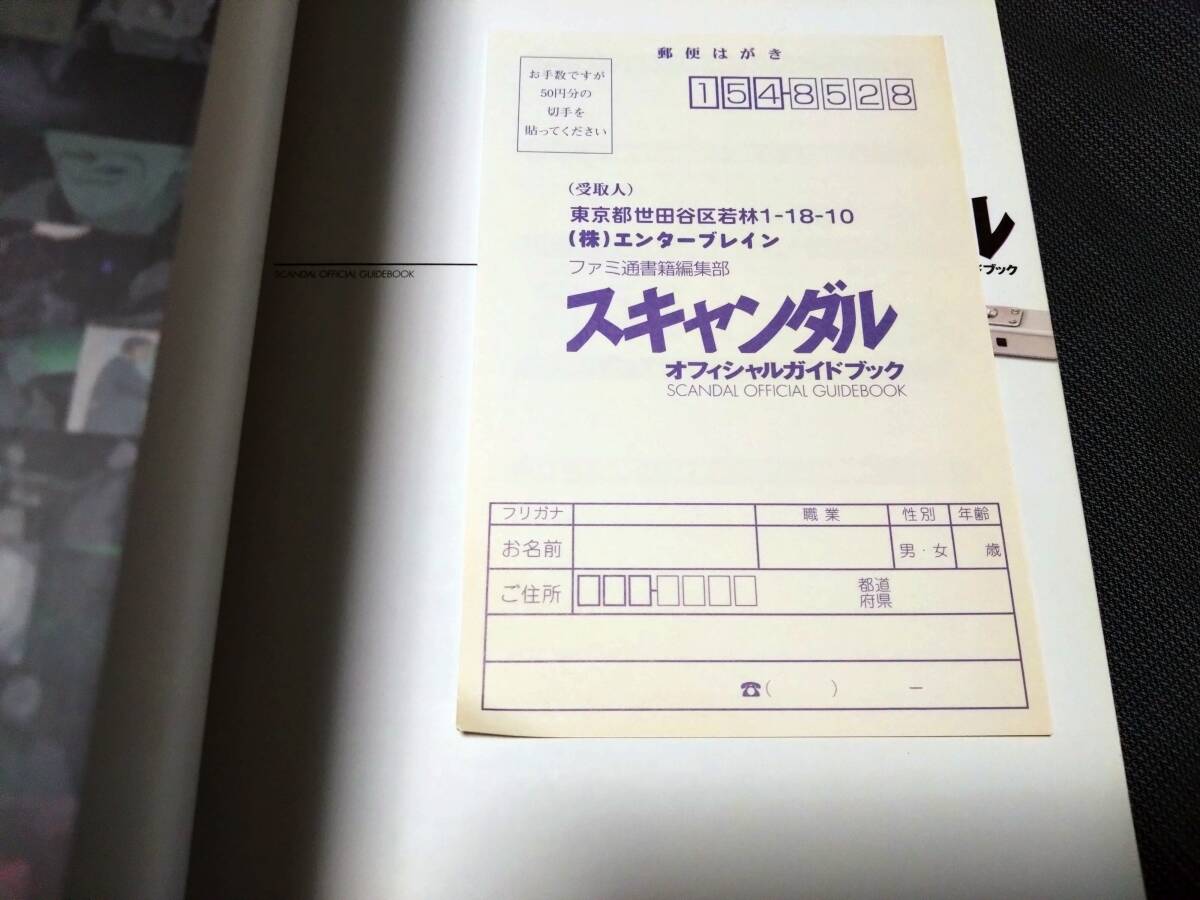 郵便はがき
お手数ですが
50円分の
切手を
貼ってください
154-8528
(受取人)
東京都世田谷区若林1-18-10
(株)エンターブレイン
ファミ通書籍編集部
スキャンダル
オフィシャルガイドブック
SCANDAL OFFICIAL GUIDEBOOK
フリガナ 職業 性別 年齢
お名前 男・女 歳
ご住所 - 都道
府県
☎( ) −
SCANDAL OFFICIAL GUIDEBOOK
ル
ドブック